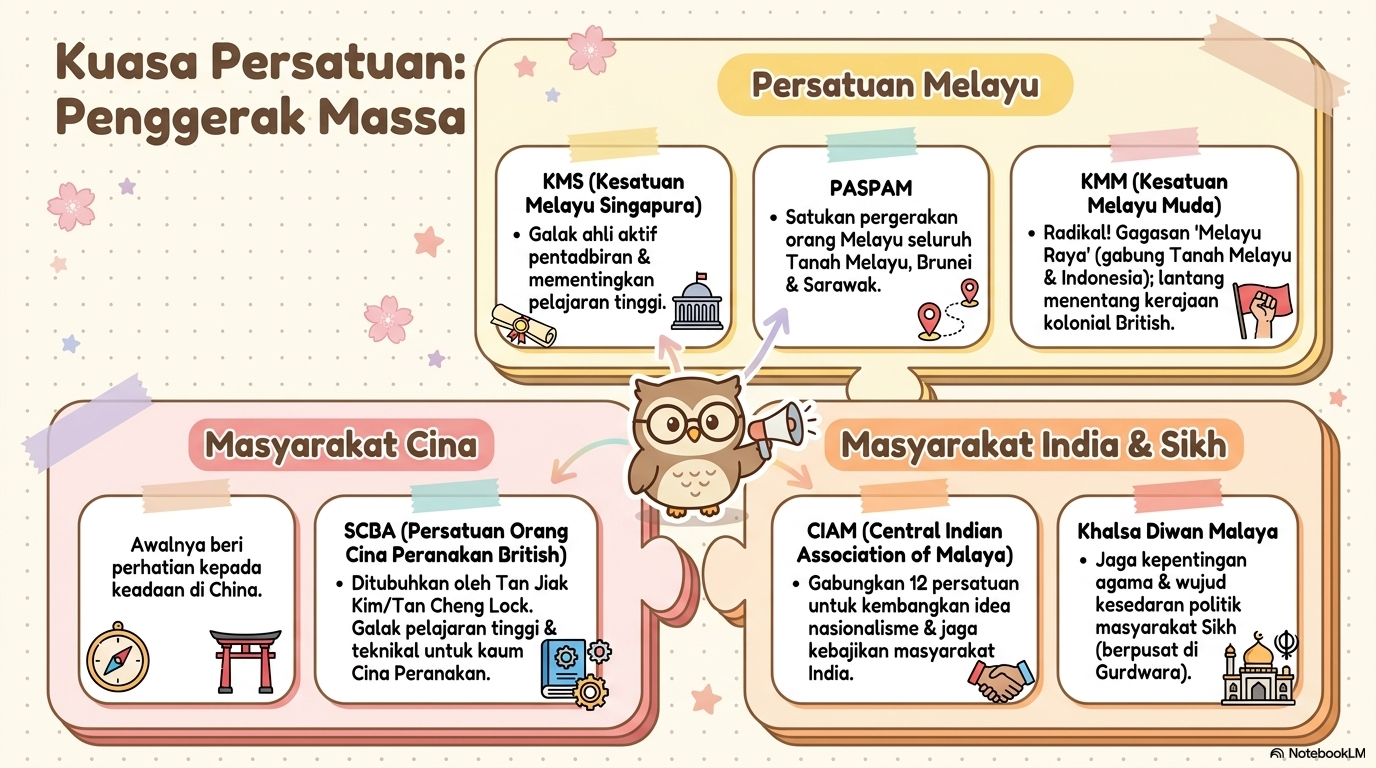 Kuasa Persatuan:
Penggerak Massa
Persatuan Melayu
KMS (Kesatuan
Melayu Singapura)
• Galak ahli aktif
pentadbiran &
mementingkan
pelajaran tinggi.
PASPAM
• Satukan pergerakan
orang Melayu seluruh
Tanah Melayu, Brunei
& Sarawak.
KMM (Kesatuan
Melayu Muda)
• Radikal! Gagasan 'Melayu
Raya' (gabung Tanah Melayu
& Indonesia); lantang
menentang kerajaan
kolonial British.
Masyarakat Cina
Awalnya beri
perhatian kepada
keadaan di China.
SCBA (Persatuan Orang
Cina Peranakan British)
• Ditubuhkan oleh Tan Jiak
Kim/Tan Cheng Lock.
Galak pelajaran tinggi &
teknikal untuk kaum
Cina Peranakan.
Masyarakat India & Sikh
CIAM (Central Indian
Association of Malaya)
• Gabungkan 12 persatuan
untuk kembangkan idea
nasionalisme & jaga
kebajikan masyarakat
India.
Khalsa Diwan Malaya
• Jaga kepentingan
agama & wujud
kesedaran politik
masyarakat Sikh
(berpusat di
Gurdwara).
NotebookLM